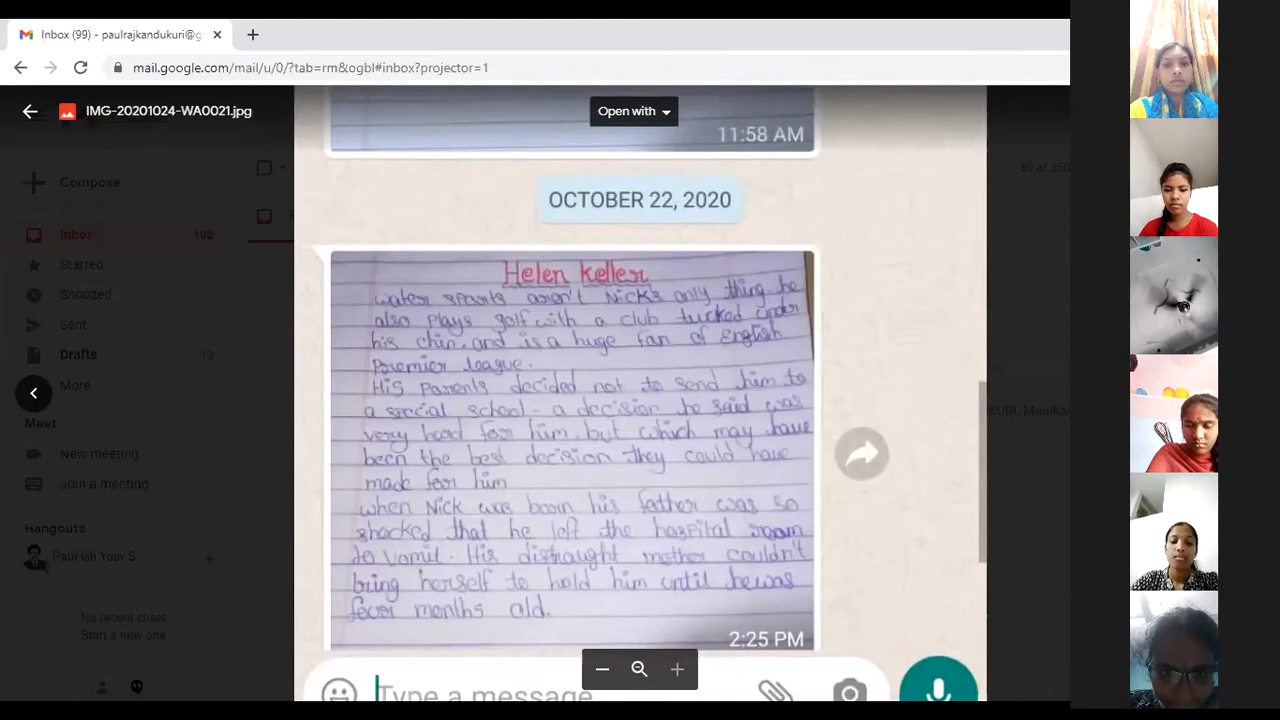 Inbox (99) - paulrajkandukuri@g
mail.google.com/mail/u/0/?tab=rm&ogbl#inbox?projector=1
IMG-20201024-WA0021.jpg
Open with
11:58 AM
Compose
OCTOBER 22, 2020
Inbox 100
Starred
Snoozed
Sent
Drafts 13
More
Meet
New meeting
Join a meeting
Hangouts
No recent chats
Start a new one
Helen Keller
water sports aren't Nick's only thing he
also plays golf with a club tucked under
his chin. and is a huge fan of English
Premier league.
His parents decided not to send him to
a special school - a decision he said was
very hard for him, but which may have
been the best decision they could have
made for him
when Nick was born his father was so
shocked that he left the hospital room
to vomit. His distraught mother couldn't
bring herself to hold him until he was
months old.
2:25 PM
Type a message